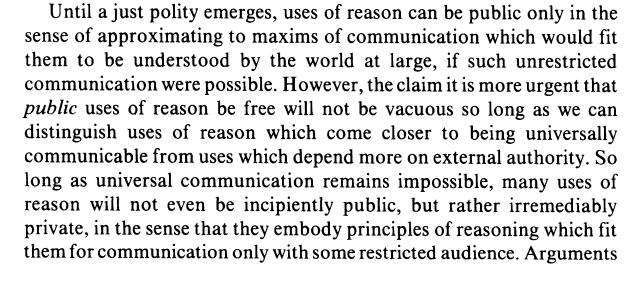 Until a just polity emerges, uses of reason can be public only in the
sense of approximating to maxims of communication which would fit
them to be understood by the world at large, if such unrestricted
communication were possible. However, the claim it is more urgent that
public uses of reason be free will not be vacuous so long as we can
distinguish uses of reason which come closer to being universally
communicable from uses which depend more on external authority. So
long as universal communication remains impossible, many uses of
reason will not even be incipiently public, but rather irremediably
private, in the sense that they embody principles of reasoning which fit
them for communication only with some restricted audience. Arguments